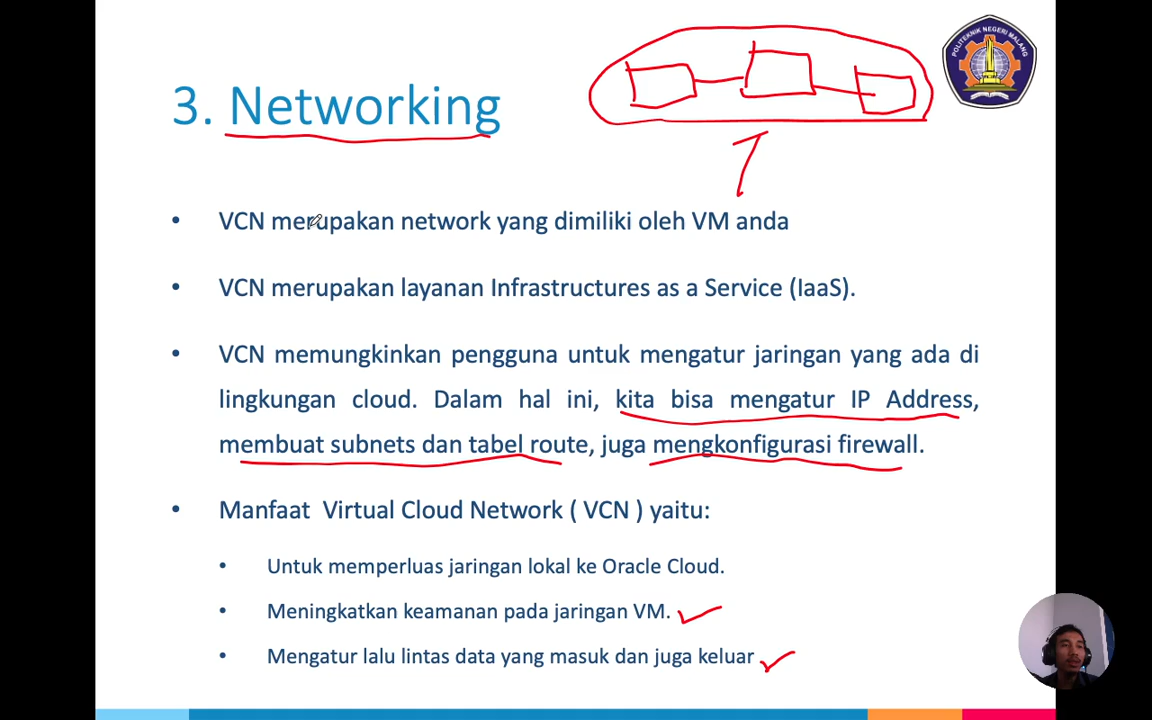 POLITEKNIK NEGERI MALANG
3. Networking
• VCN merupakan network yang dimiliki oleh VM anda
• VCN merupakan layanan Infrastructures as a Service (IaaS).
• VCN memungkinkan pengguna untuk mengatur jaringan yang ada di
lingkungan cloud. Dalam hal ini, kita bisa mengatur IP Address,
membuat subnets dan tabel route, juga mengkonfigurasi firewall.
• Manfaat Virtual Cloud Network ( VCN ) yaitu:
• Untuk memperluas jaringan lokal ke Oracle Cloud.
• Meningkatkan keamanan pada jaringan VM.
• Mengatur lalu lintas data yang masuk dan juga keluar